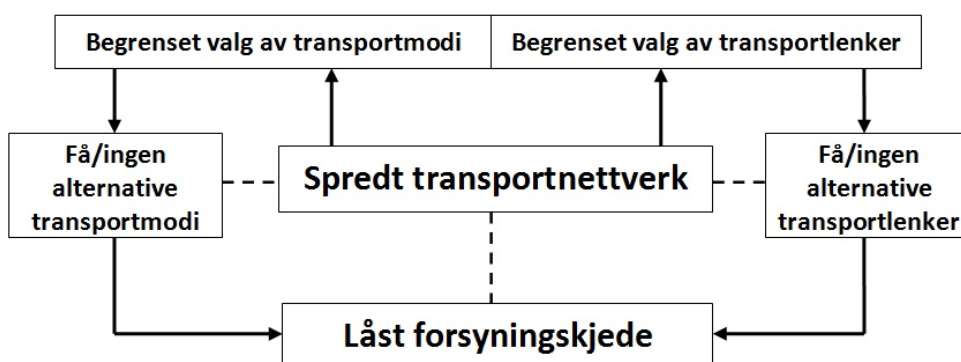 Begrenset valg av transportmodi
Begrenset valg av transportlenker
Få/ingen
alternative
transportmodi
Spredt transportnettverk
Få/ingen
alternative
transportlenker
Låst forsyningskjede